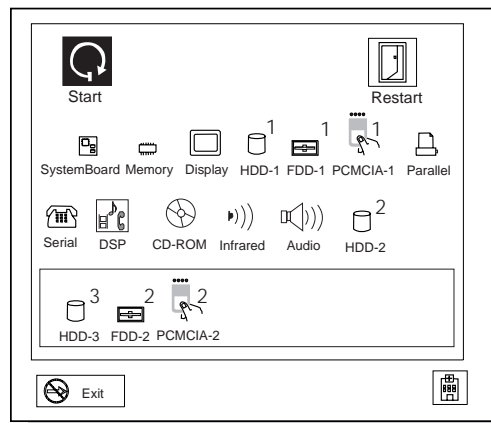 Start Restart
1 1 1
SystemBoard Memory Display HDD-1 FDD-1 PCMCIA-1 Parallel
2
Serial DSP CD-ROM Infrared Audio HDD-2
3 2 2
HDD-3 FDD-2 PCMCIA-2
Exit